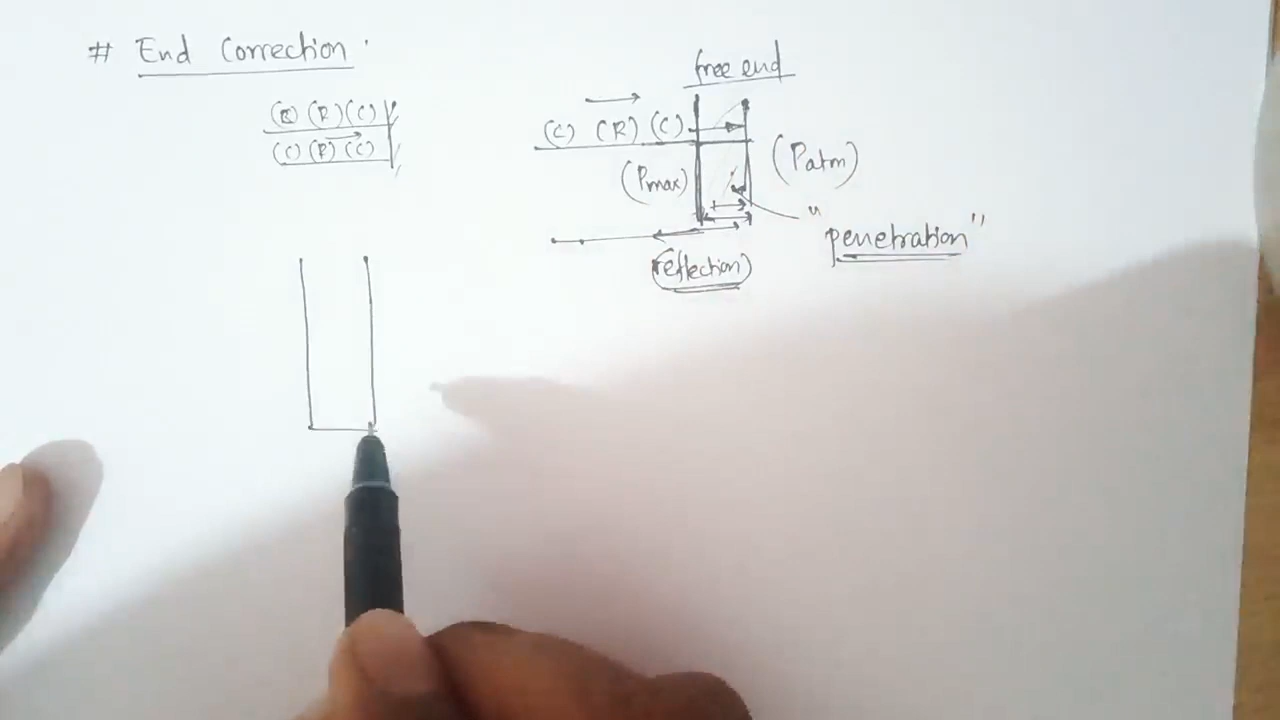 # End Correction
free end
(R) (R) (C)
(C) (R) (C)
(C) (R) (C)
(Pmax)
(Patm)
"penetration"
(reflection)